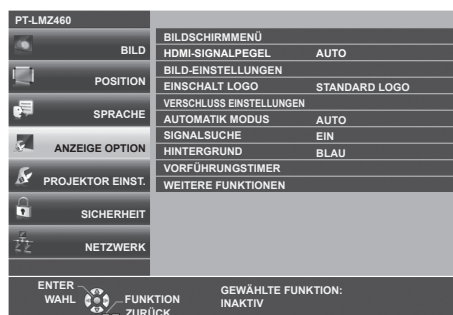 PT-LMZ460
BILD
POSITION
SPRACHE
ANZEIGE OPTION
PROJEKTOR EINST.
SICHERHEIT
NETZWERK
BILDSCHIRMMENÜ
HDMI-SIGNALPEGEL AUTO
BILD-EINSTELLUNGEN
EINSCHALT LOGO STANDARD LOGO
VERSCHLUSS EINSTELLUNGEN
AUTOMATIK MODUS AUTO
SIGNALSUCHE EIN
HINTERGRUND BLAU
VORFÜHRUNGSTIMER
WEITERE FUNKTIONEN
ENTER
WAHL
FUNKTION
ZURÜCK
GEWÄHLTE FUNKTION:
INAKTIV